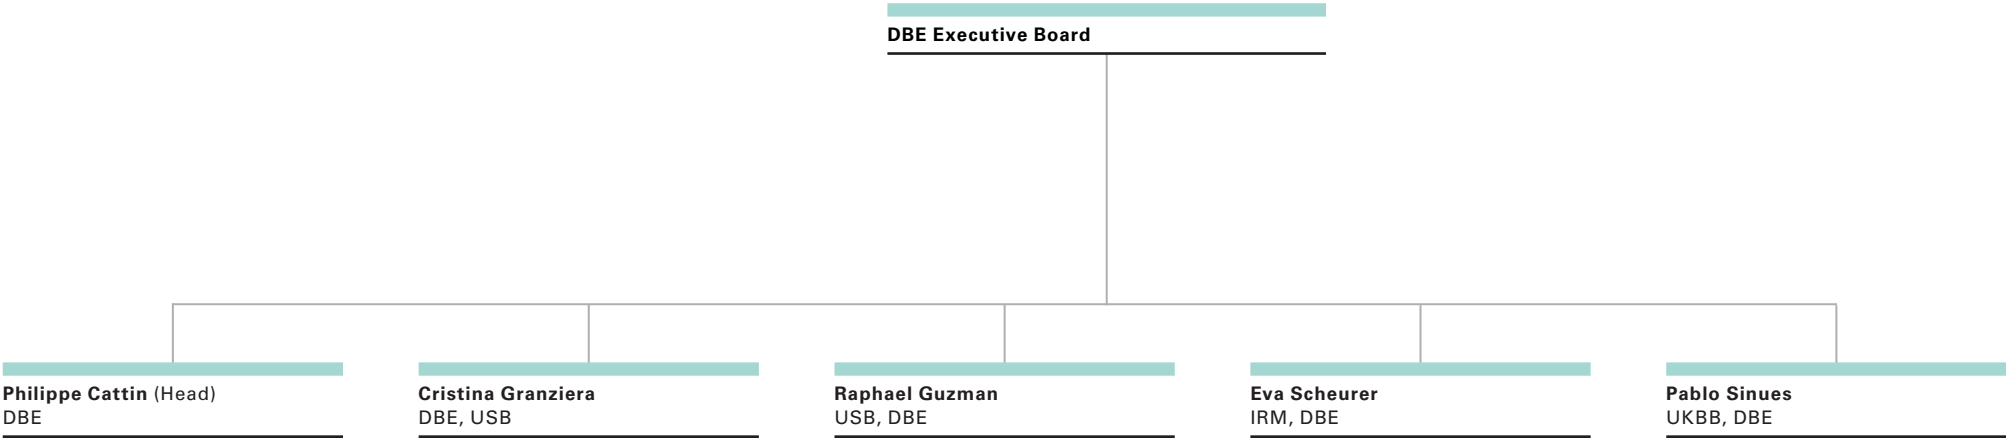 DBE Executive Board
Philippe Cattin (Head)
DBE
Cristina Granziera
DBE, USB
Raphael Guzman
USB, DBE
Eva Scheurer
IRM, DBE
Pablo Sinues
UKBB, DBE